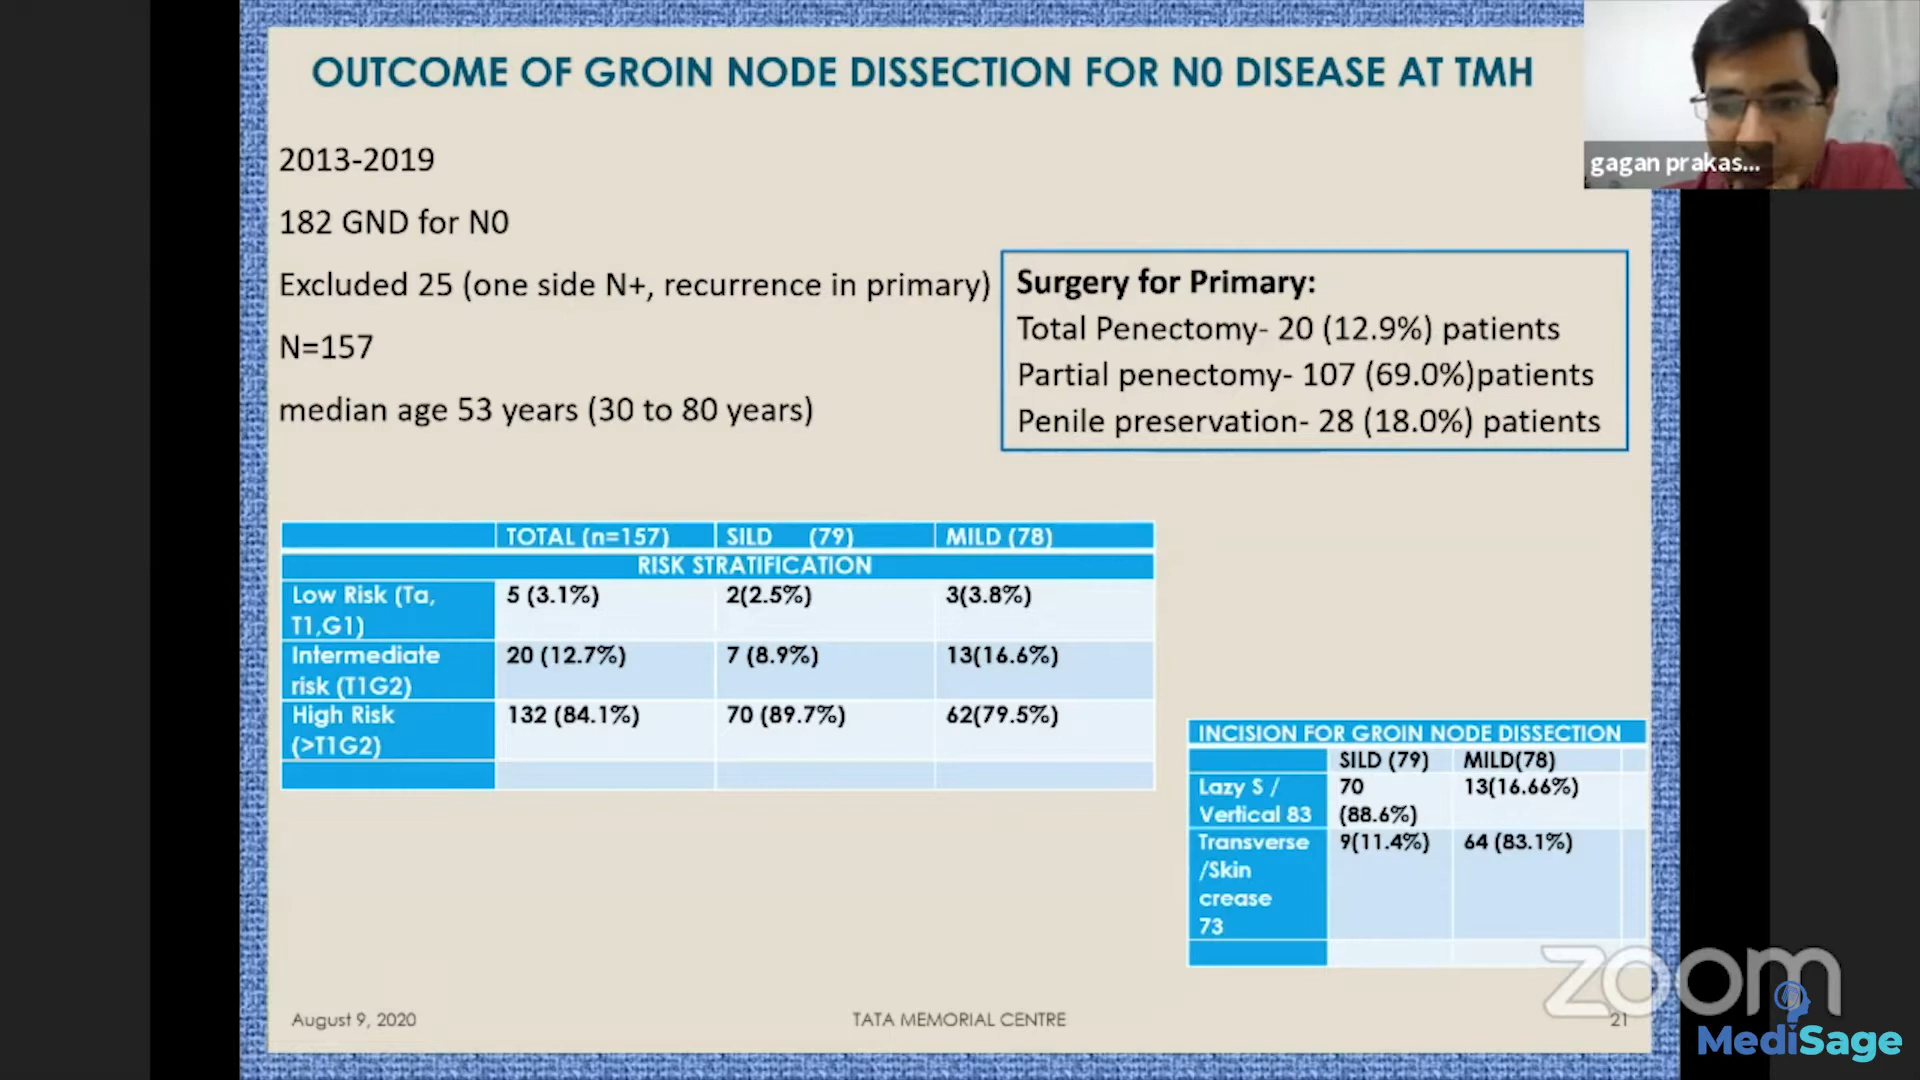 OUTCOME OF GROIN NODE DISSECTION FOR N0 DISEASE AT TMH
gagan prakas...
2013-2019
182 GND for N0
Excluded 25 (one side N+, recurrence in primary)
N=157
median age 53 years (30 to 80 years)
Surgery for Primary:
Total Penectomy- 20 (12.9%) patients
Partial penectomy- 107 (69.0%)patients
Penile preservation- 28 (18.0%) patients
TOTAL (n=157) SILD (79) MILD (78)
RISK STRATIFICATION
Low Risk (Ta, 5 (3.1%) 2(2.5%) 3(3.8%)
T1,G1)
Intermediate 20 (12.7%) 7 (8.9%) 13(16.6%)
risk (T1G2)
High Risk 132 (84.1%) 70 (89.7%) 62(79.5%)
(>T1G2)
INCISION FOR GROIN NODE DISSECTION
SILD (79) MILD(78)
Lazy S / 70 13(16.66%)
Vertical 83 (88.6%)
Transverse 9(11.4%) 64 (83.1%)
/Skin
crease
73
August 9, 2020 TATA MEMORIAL CENTRE 21
zoom
MediSage